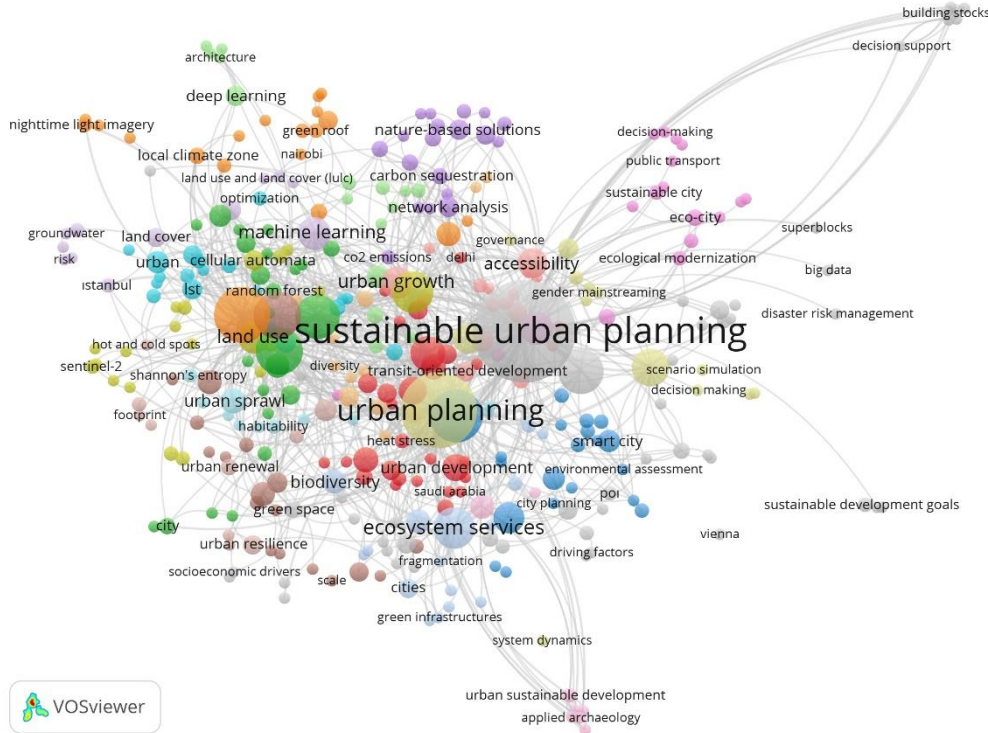 building stocks
decision support
architecture
deep learning
nighttime light imagery
green roof
nature-based solutions
decision-making
local climate zone
nairobi
public transport
land use and land cover (lulc)
carbon sequestration
optimization
sustainable city
network analysis
eco-city
groundwater
land cover
machine learning
governance
superblocks
risk
urban
cellular automata
co2 emissions
delhi
accessibility
ecological modernization
big data
istanbul
lst
random forest
urban growth
gender mainstreaming
disaster risk management
land use
sustainable urban planning
hot and cold spots
sentinel-2
shannon's entropy
diversity
transit-oriented development
scenario simulation
decision making
footprint
urban sprawl
urban planning
habitability
heat stress
smart city
urban renewal
biodiversity
urban development
environmental assessment
saudi arabia
green space
city planning
poi
sustainable development goals
city
ecosystem services
vienna
urban resilience
driving factors
fragmentation
socioeconomic drivers
scale
cities
green infrastructures
system dynamics
urban sustainable development
applied archaeology
VOSviewer